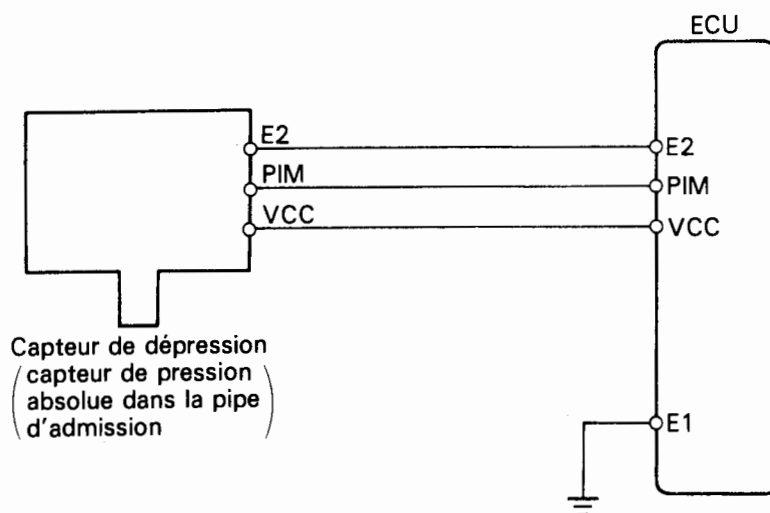 ECU
E2
E2
PIM
PIM
VCC
VCC
Capteur de dépression
(capteur de pression
absolue dans la pipe
d'admission)
E1